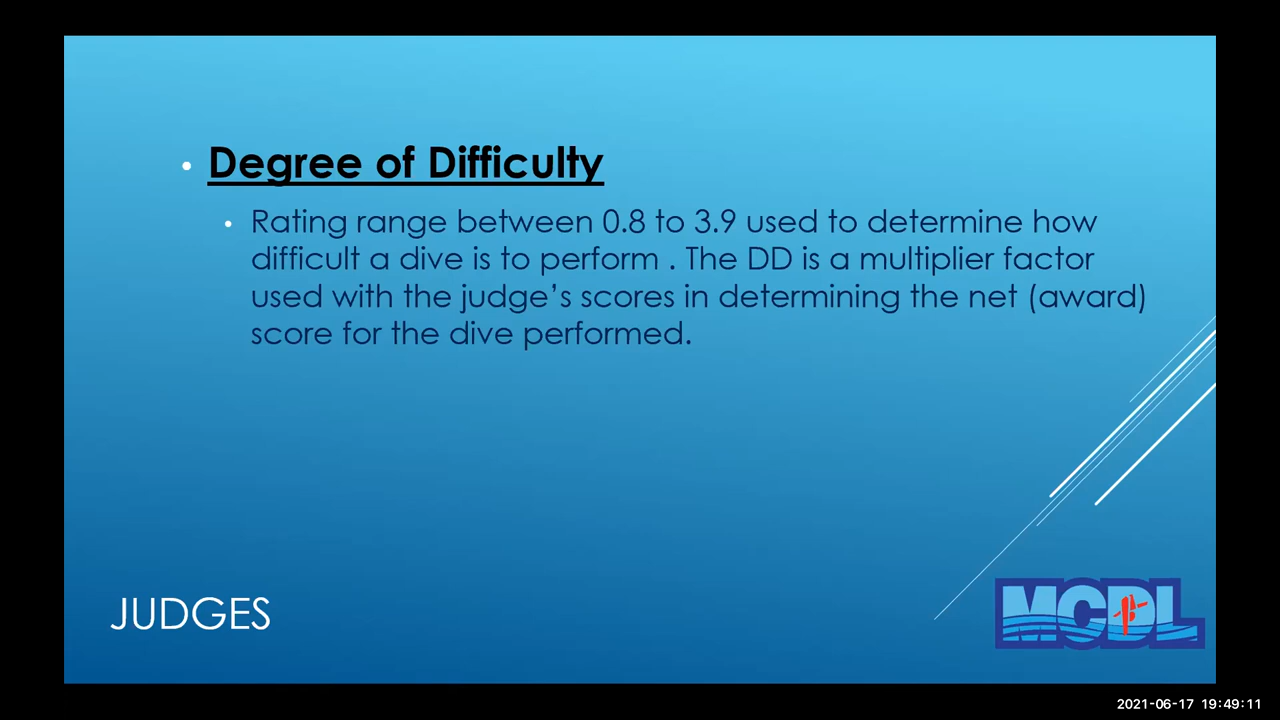 • Degree of Difficulty
• Rating range between 0.8 to 3.9 used to determine how
difficult a dive is to perform . The DD is a multiplier factor
used with the judge’s scores in determining the net (award)
score for the dive performed.
JUDGES
MCDL
2021-06-17 19:49:11